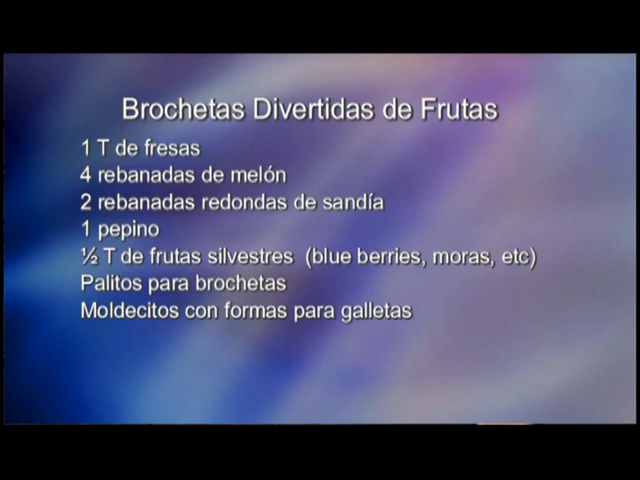 Brochetas Divertidas de Frutas
1 T de fresas
4 rebanadas de melón
2 rebanadas redondas de sandía
1 pepino
½ T de frutas silvestres (blue berries, moras, etc)
Palitos para brochetas
Moldecitos con formas para galletas